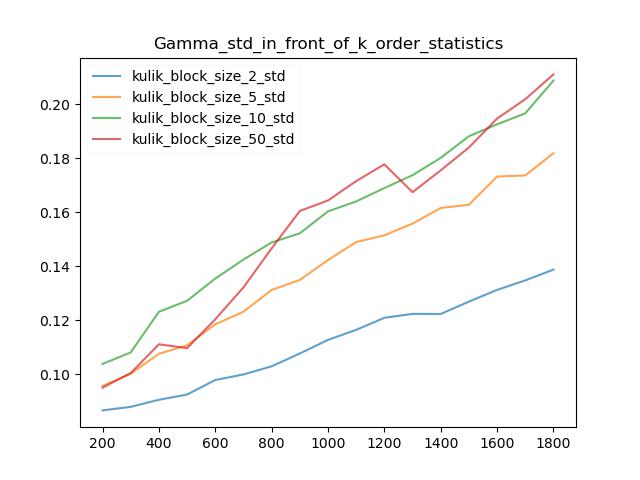 Gamma_std_in_front_of_k_order_statistics
kulik_block_size_2_std
kulik_block_size_5_std
kulik_block_size_10_std
kulik_block_size_50_std
0.20
0.18
0.16
0.14
0.12
0.10
200 400 600 800 1000 1200 1400 1600 1800